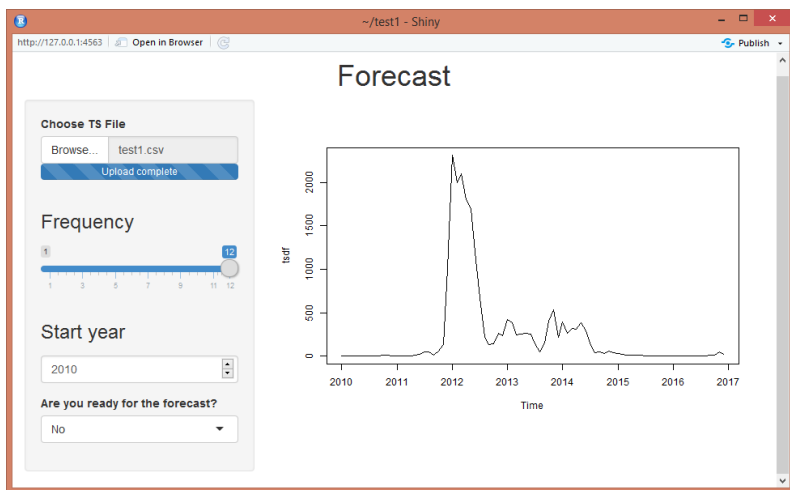 ~/test1 - Shiny
http://127.0.0.1:4563 Open in Browser Publish
Forecast
Choose TS File
Browse... test1.csv
Upload complete
Frequency
1 12
1 3 5 7 9 11 12
Start year
2010
Are you ready for the forecast?
No
tsdf
2000
1500
1000
500
0
2010 2011 2012 2013 2014 2015 2016 2017
Time